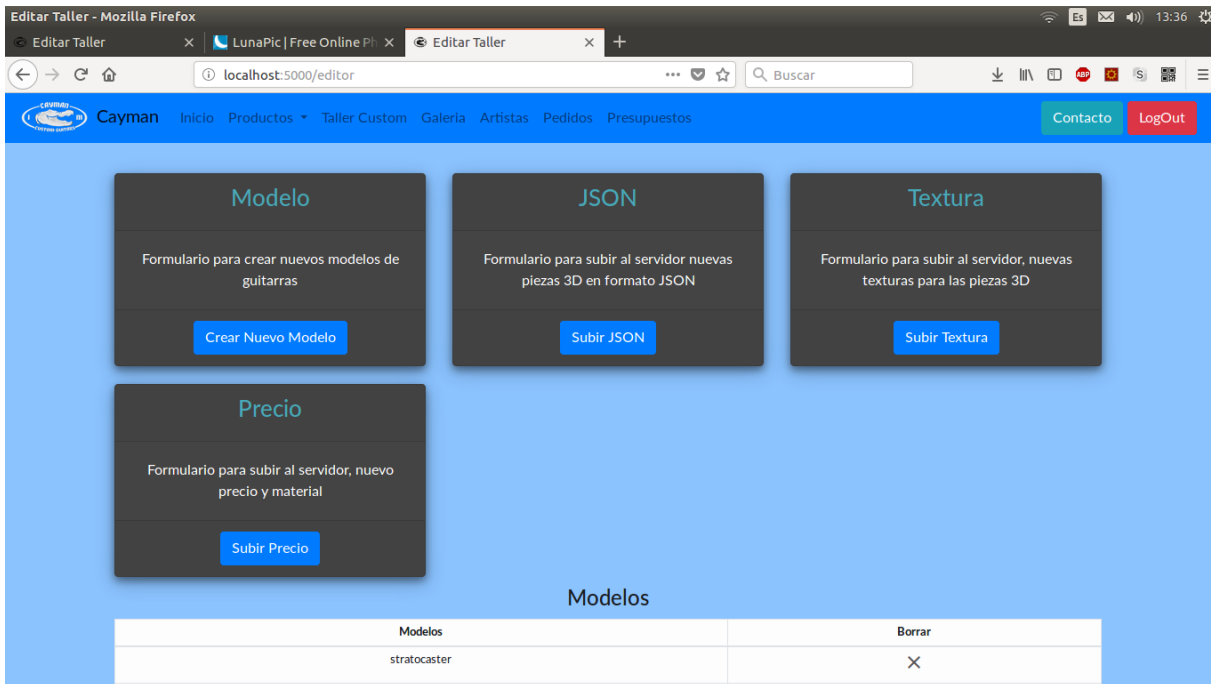 Editar Taller - Mozilla Firefox
Es
13:36
Editar Taller
LunaPic | Free Online Ph
Editar Taller
localhost:5000/editor
Buscar
ABP
S
CAYMAN
CUSTOM GUITARS
Cayman
Inicio
Productos
Taller Custom
Galeria
Artistas
Pedidos
Presupuestos
Contacto
LogOut
Modelo
Formulario para crear nuevos modelos de
guitarras
Crear Nuevo Modelo
JSON
Formulario para subir al servidor nuevas
piezas 3D en formato JSON
Subir JSON
Textura
Formulario para subir al servidor, nuevas
texturas para las piezas 3D
Subir Textura
Precio
Formulario para subir al servidor, nuevo
precio y material
Subir Precio
Modelos
Modelos
Borrar
stratocaster